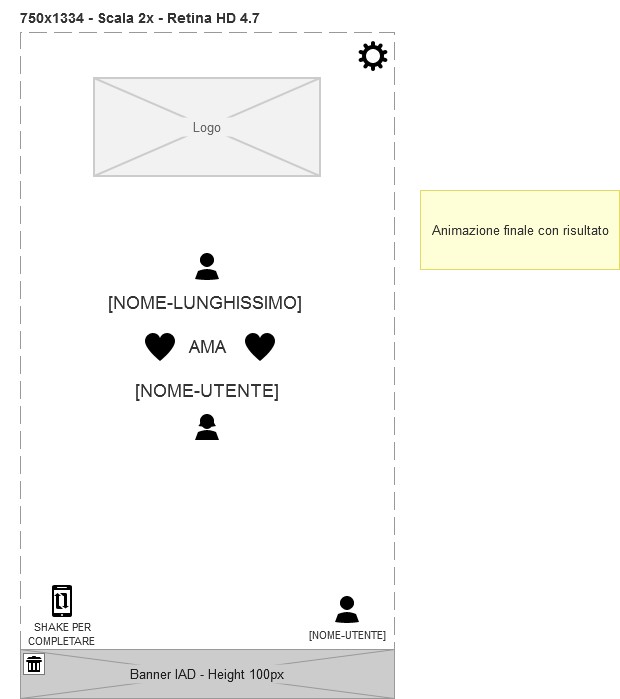 750x1334 - Scala 2x - Retina HD 4.7
Logo
Animazione finale con risultato
[NOME-LUNGHISSIMO]
AMA
[NOME-UTENTE]
SHAKE PER
COMPLETARE
[NOME-UTENTE]
Banner IAD - Height 100px